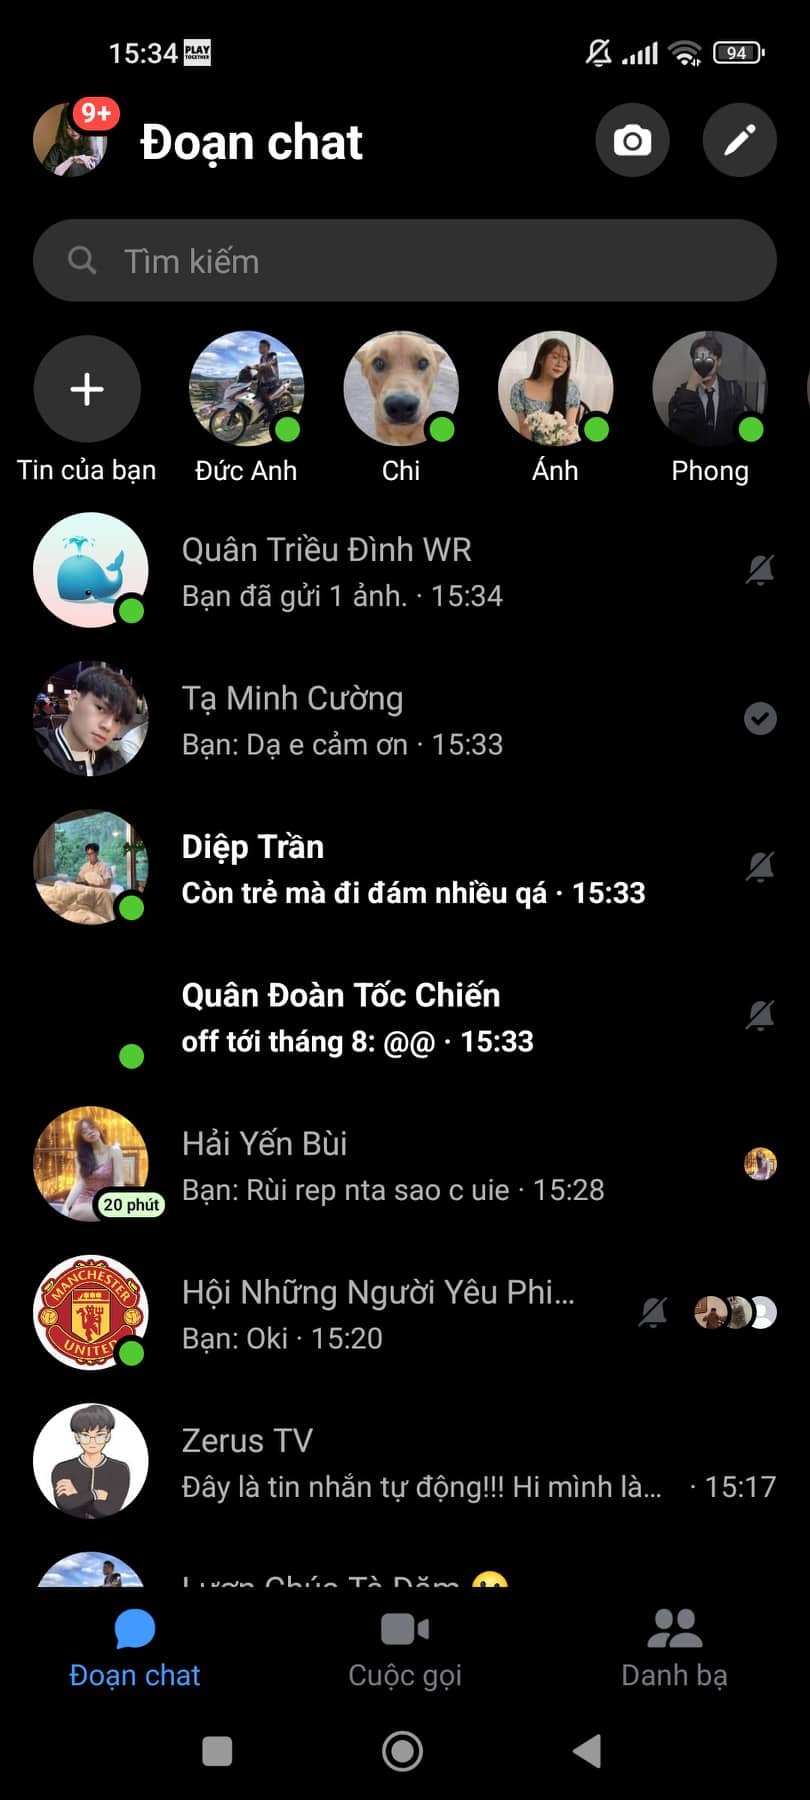 15:34 PLAY TOGETHER 94
9+
Đoạn chat
Tìm kiếm
Tin của bạn Đức Anh Chi Ánh Phong
Quân Triều Đình WR
Bạn đã gửi 1 ảnh. · 15:34
Tạ Minh Cường
Bạn: Dạ e cảm ơn · 15:33
Diệp Trần
Còn trẻ mà đi đám nhiều qá · 15:33
Quân Đoàn Tốc Chiến
off tới tháng 8: @@ · 15:33
Hải Yến Bùi
Bạn: Rùi rep nta sao c uie · 15:28
20 phút
Hội Những Người Yêu Phi...
Bạn: Oki · 15:20
MANCHESTER
UNITED
Zerus TV
Đây là tin nhắn tự động!!! Hi mình là... · 15:17
Đoạn chat Cuộc gọi Danh bạ